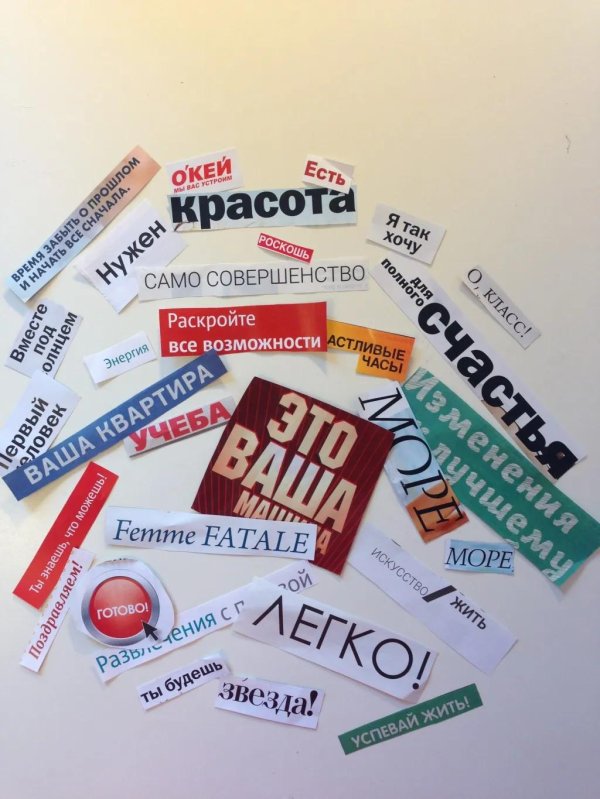 ВРЕМЯ ЗАБЫТЬ О ПРОШЛОМ
И НАЧАТЬ ВСЕ СНАЧАЛА.
О'КЕЙ
МЫ ВАС УСТРОИМ
Есть
красота
Нужен
РОСКОШЬ
Я так
хочу
САМО СОВЕРШЕНСТВО
О, КЛАСС!
для
полного
счастья
Вместе
под
олнцем
Энергия
Раскройте
все возможности
АСТЛИВЫЕ
ЧАСЫ
Первый
человек
ВАША КВАРТИРА
УЧЕБА
ЭТО
ВАША
МАШИНА
МОРЕ
Изменения
к лучшему
Ты знаешь, что можешь!
Femme FATALE
МОРЕ
ИСКУССТВО / ЖИТЬ
Поздравляем!
ГОТОВО!
Развлечения с
ЛЕГКО!
ты будешь
звезда!
УСПЕВАЙ ЖИТЬ!